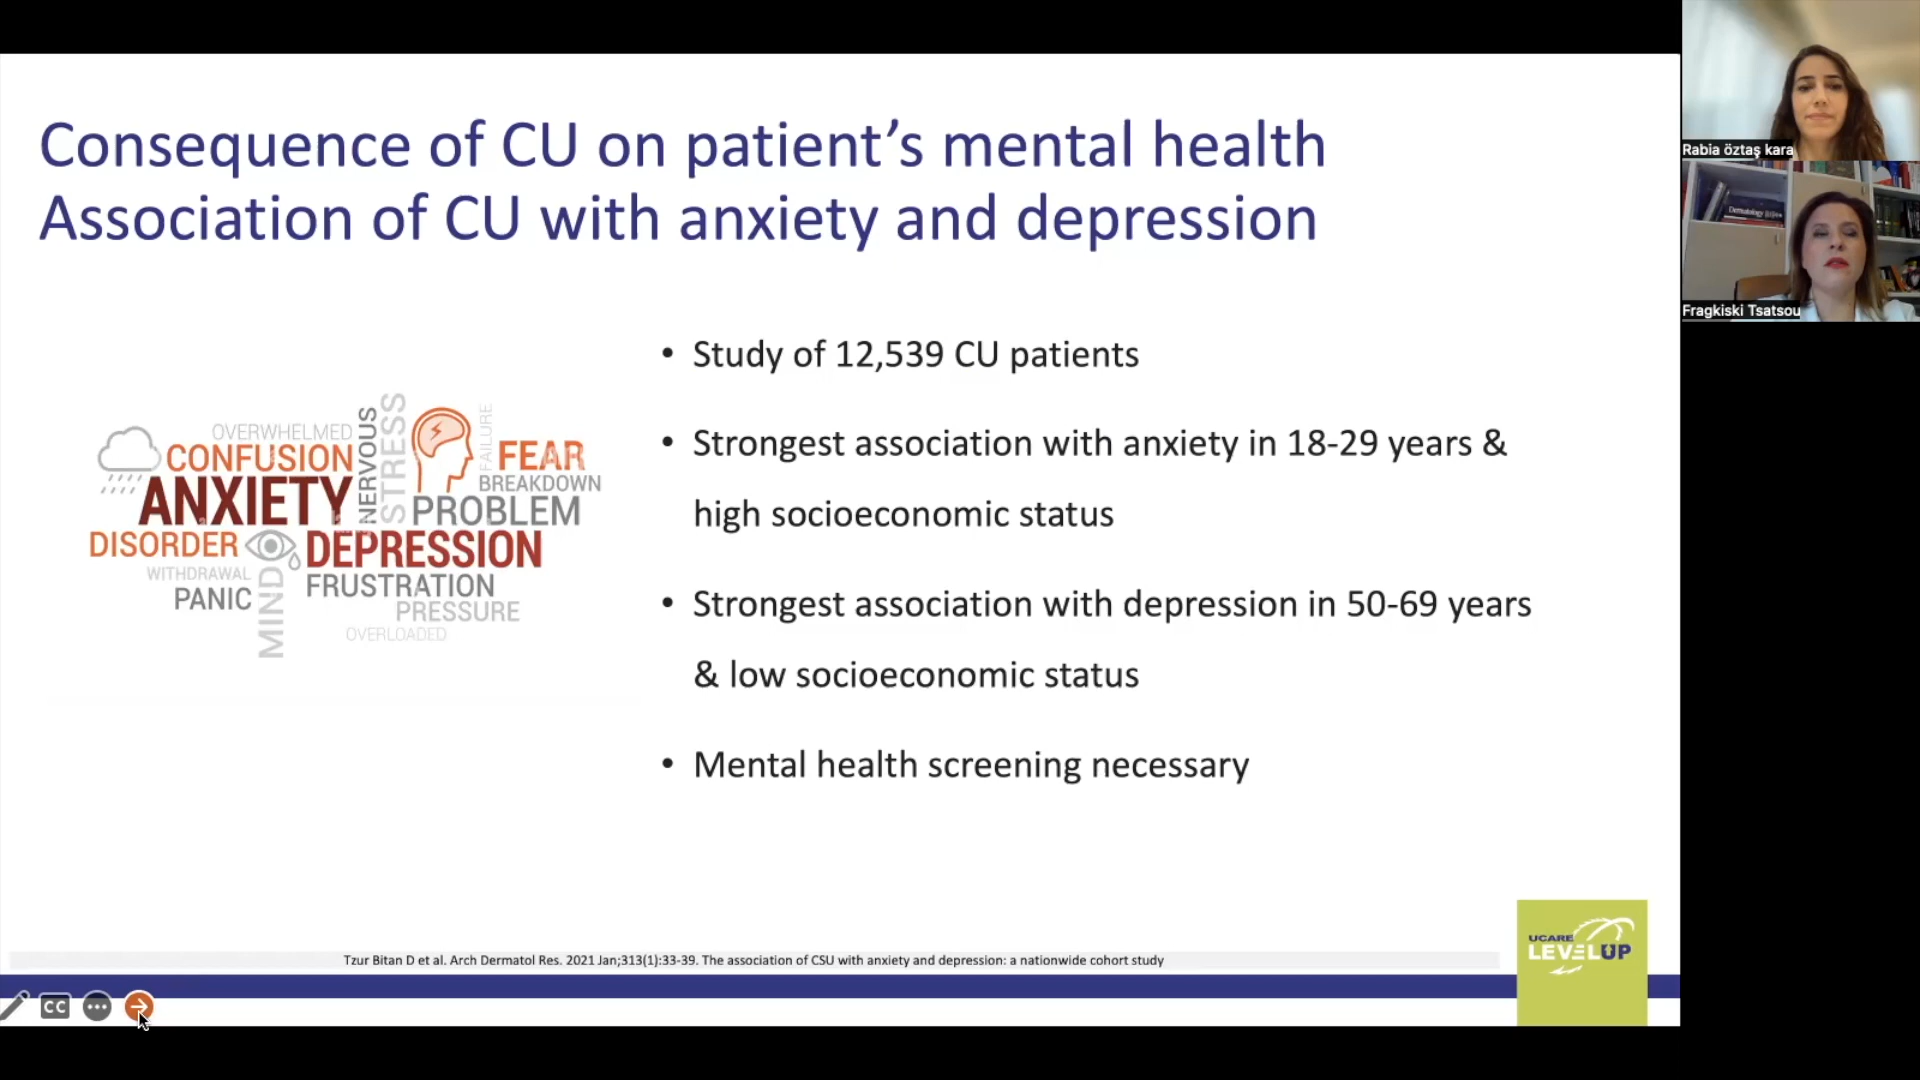 Consequence of CU on patient's mental health
Association of CU with anxiety and depression
• Study of 12,539 CU patients
• Strongest association with anxiety in 18-29 years &
high socioeconomic status
• Strongest association with depression in 50-69 years
& low socioeconomic status
• Mental health screening necessary
OVERWHELMED
CONFUSION
ANXIETY
NERVOUS
STRESS
FAILURE
FEAR
BREAKDOWN
PROBLEM
DISORDER
DEPRESSION
WITHDRAWAL
PANIC
MIND
FRUSTRATION
PRESSURE
OVERLOADED
Tzur Bitan D et al. Arch Dermatol Res. 2021 Jan;313(1):33-39. The association of CSU with anxiety and depression: a nationwide cohort study
UCARE
LEVELUP
CC
Rabia öztaş kara
Dermatology
Fragkiski Tsatsou